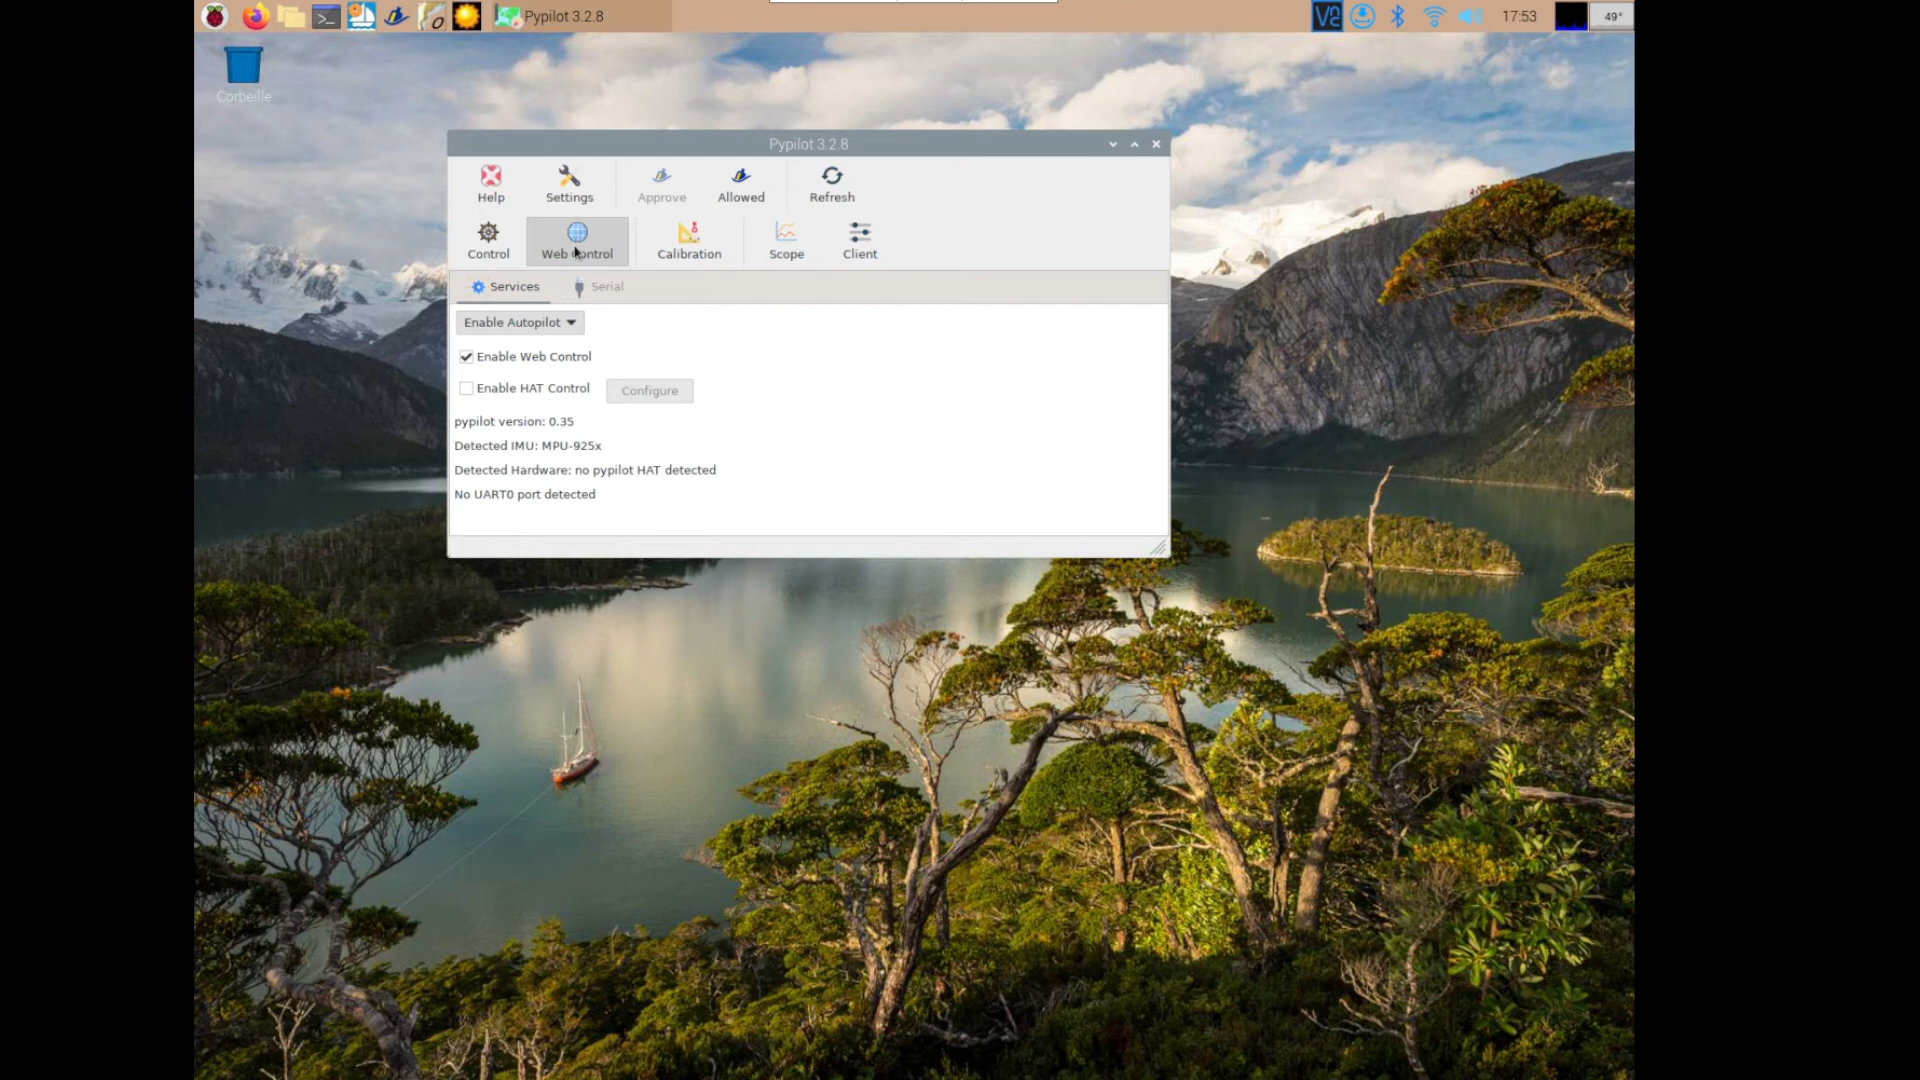 Pypilot 3.2.8
17:53
49°
Corbeille
Pypilot 3.2.8
Help
Settings
Approve
Allowed
Refresh
Control
Web Control
Calibration
Scope
Client
Services
Serial
Enable Autopilot
Enable Web Control
Enable HAT Control
Configure
pypilot version: 0.35
Detected IMU: MPU-925x
Detected Hardware: no pypilot HAT detected
No UART0 port detected